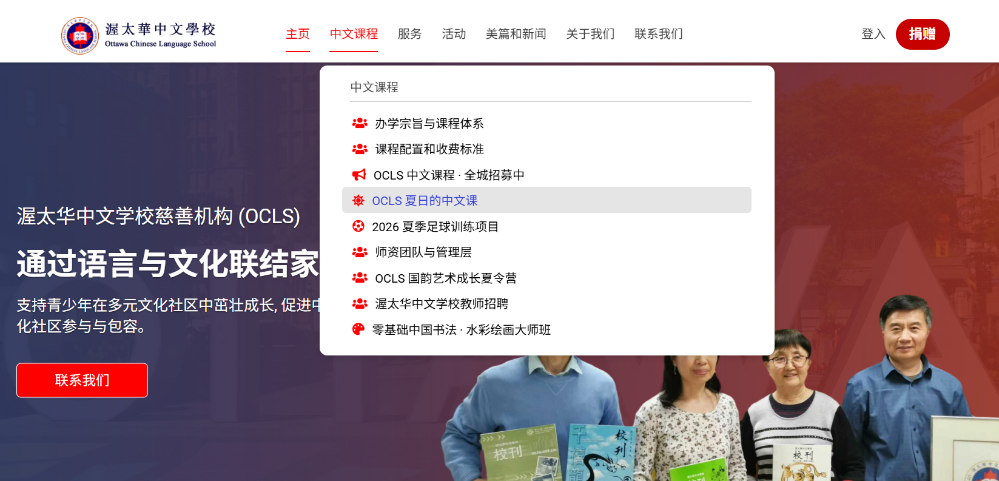 渥太華中文學校
Ottawa Chinese Language School
主页 中文课程 服务 活动 美篇和新闻 关于我们 联系我们 登入 捐赠
中文课程
办学宗旨与课程体系
课程配置和收费标准
OCLS 中文课程 · 全城招募中
OCLS 夏日的中文课
2026 夏季足球训练项目
师资团队与管理层
OCLS 国韵艺术成长夏令营
渥太华中文学校教师招聘
零基础中国书法 · 水彩绘画大师班
渥太华中文学校慈善机构 (OCLS)
通过语言与文化联结家
支持青少年在多元文化社区中茁壮成长, 促进
化社区参与与包容。
联系我们
校刊
校刊
校刊
校刊